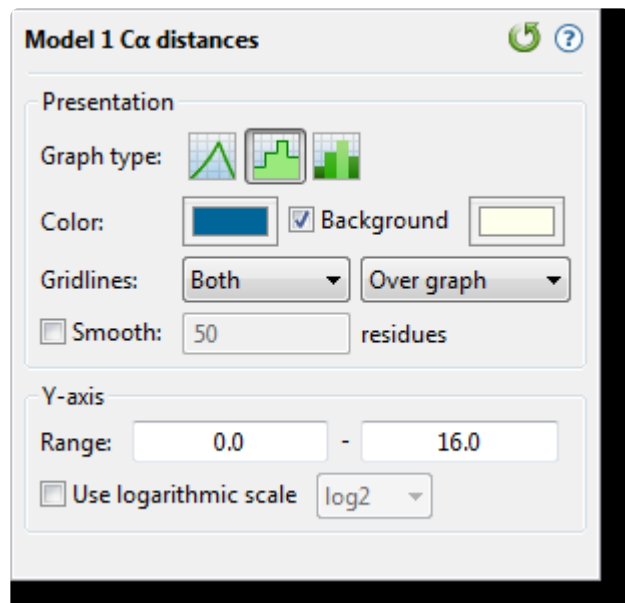 Model 1 Cα distances ?
Presentation
Graph type:
Color: Background
Gridlines: Both Over graph
Smooth: 50 residues
Y-axis
Range: 0.0 - 16.0
Use logarithmic scale log2